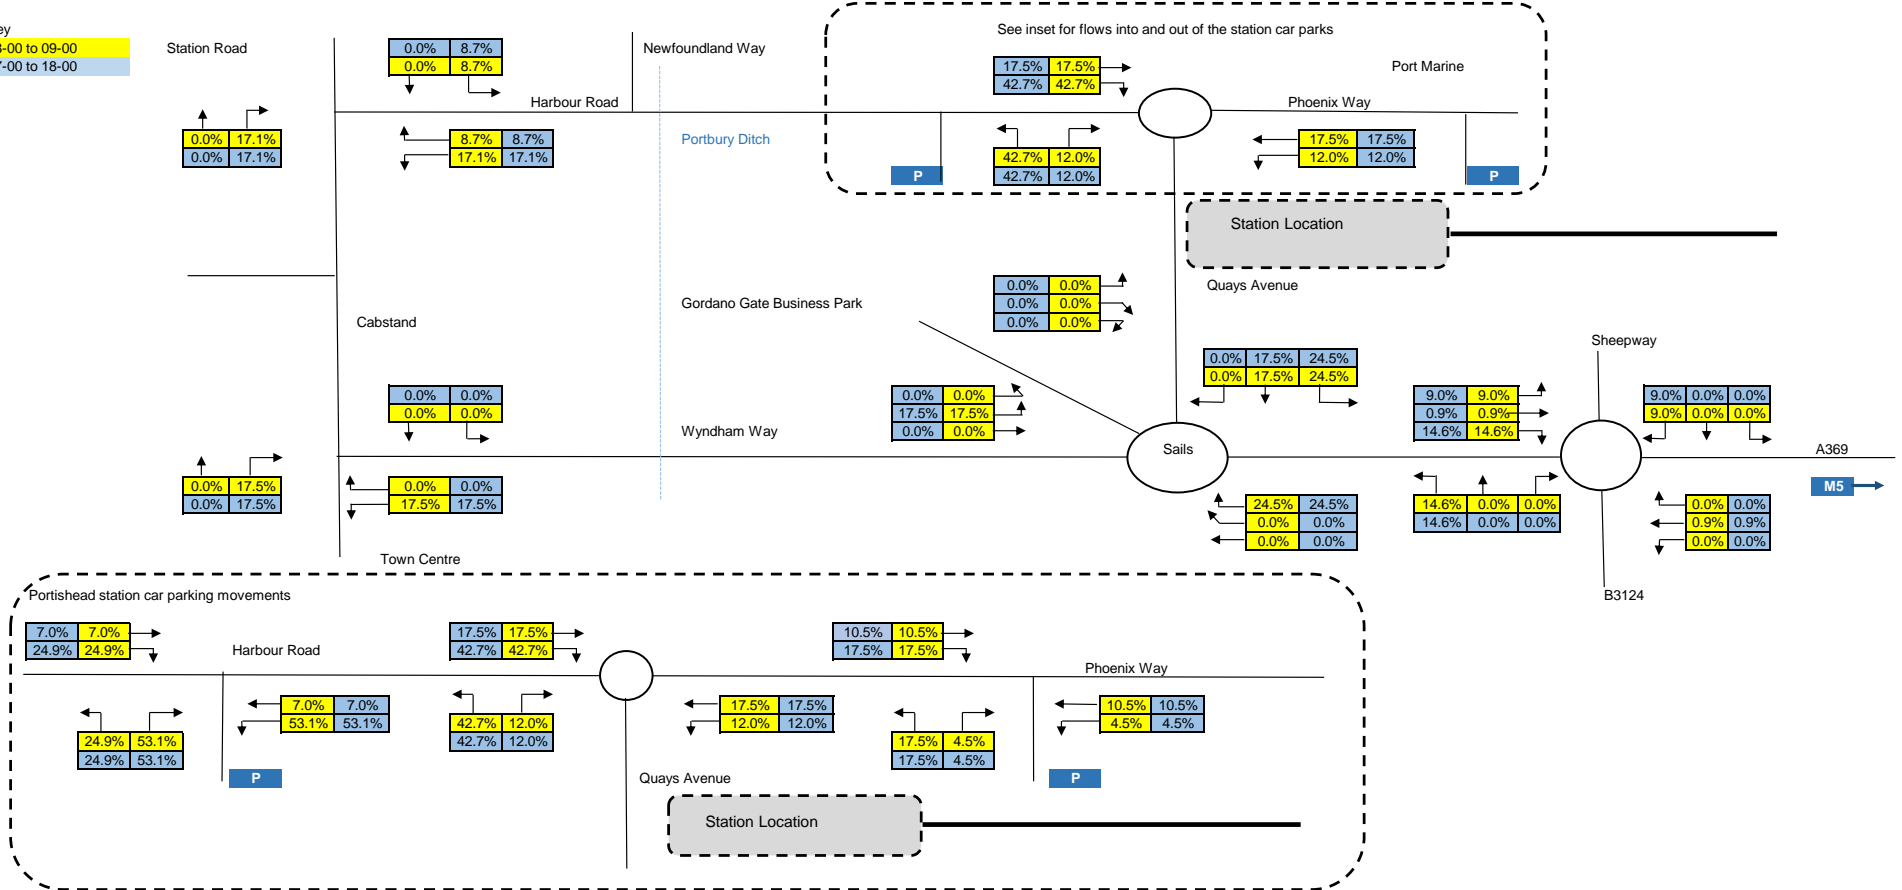 ey
-00 to 09-00
-00 to 18-00
Station Road
0.0% 8.7%
0.0% 8.7%
Newfoundland Way
See inset for flows into and out of the station car parks
17.5% 17.5%
42.7% 42.7%
Port Marine
Harbour Road
Phoenix Way
0.0% 17.1%
0.0% 17.1%
8.7% 8.7%
17.1% 17.1%
Portbury Ditch
P
42.7% 12.0%
42.7% 12.0%
17.5% 17.5%
12.0% 12.0%
P
Station Location
Quays Avenue
Gordano Gate Business Park
0.0% 0.0%
0.0% 0.0%
0.0% 0.0%
Cabstand
Sheepway
0.0% 17.5% 24.5%
0.0% 17.5% 24.5%
0.0% 0.0%
0.0% 0.0%
Wyndham Way
0.0% 0.0%
17.5% 17.5%
0.0% 0.0%
9.0% 9.0%
0.9% 0.9%
14.6% 14.6%
9.0% 0.0% 0.0%
9.0% 0.0% 0.0%
Sails
A369
M5
0.0% 17.5%
0.0% 17.5%
0.0% 0.0%
17.5% 17.5%
24.5% 24.5%
0.0% 0.0%
0.0% 0.0%
14.6% 0.0% 0.0%
14.6% 0.0% 0.0%
0.0% 0.0%
0.9% 0.9%
0.0% 0.0%
Town Centre
B3124
Portishead station car parking movements
7.0% 7.0%
24.9% 24.9%
Harbour Road
17.5% 17.5%
42.7% 42.7%
10.5% 10.5%
17.5% 17.5%
Phoenix Way
24.9% 53.1%
24.9% 53.1%
7.0% 7.0%
53.1% 53.1%
42.7% 12.0%
42.7% 12.0%
17.5% 17.5%
12.0% 12.0%
17.5% 4.5%
17.5% 4.5%
10.5% 10.5%
4.5% 4.5%
P
Quays Avenue
P
Station Location